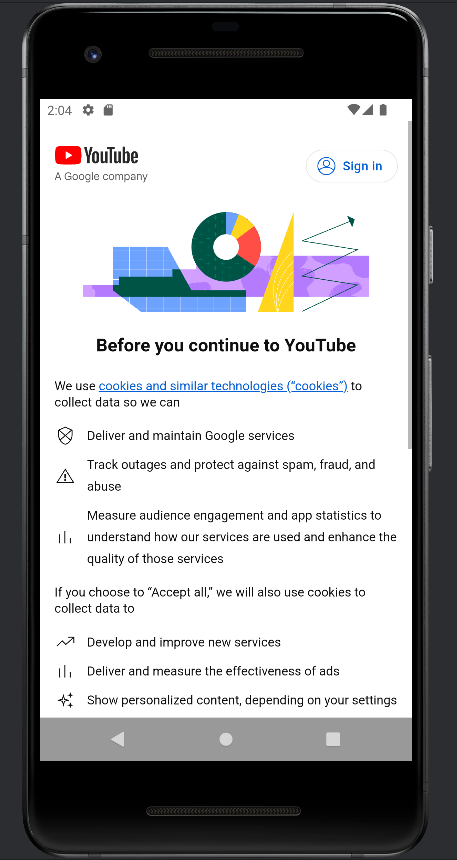 2:04
YouTube
A Google company
Sign in
Before you continue to YouTube
We use cookies and similar technologies (“cookies”) to
collect data so we can
Deliver and maintain Google services
Track outages and protect against spam, fraud, and
abuse
Measure audience engagement and app statistics to
understand how our services are used and enhance the
quality of those services
If you choose to “Accept all,” we will also use cookies to
collect data to
Develop and improve new services
Deliver and measure the effectiveness of ads
Show personalized content, depending on your settings